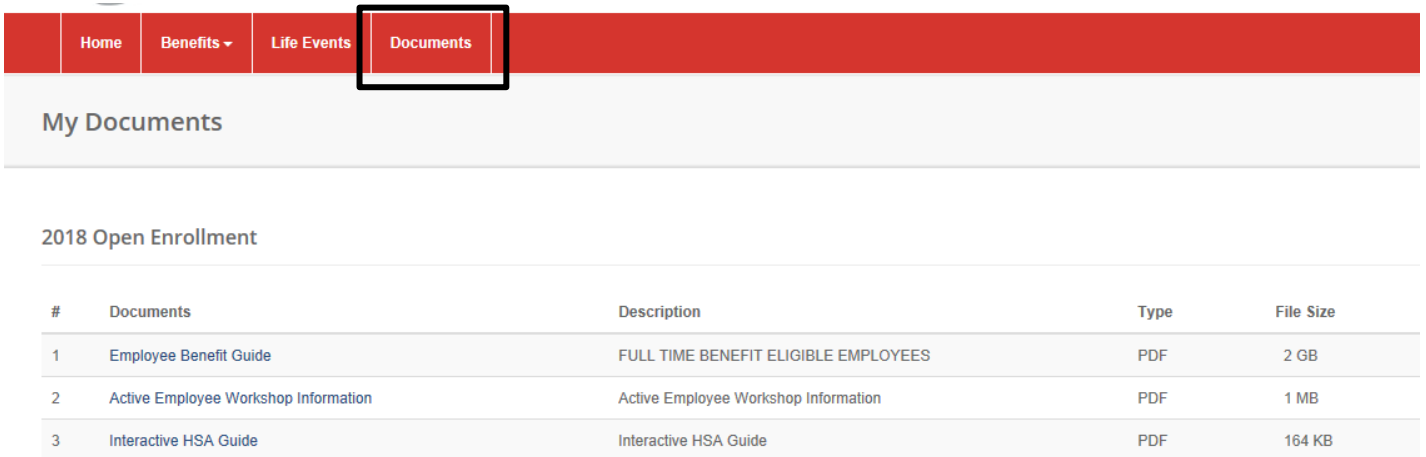 Home Benefits Life Events Documents
My Documents
2018 Open Enrollment
# Documents Description Type File Size
1 Employee Benefit Guide FULL TIME BENEFIT ELIGIBLE EMPLOYEES PDF 2 GB
2 Active Employee Workshop Information Active Employee Workshop Information PDF 1 MB
3 Interactive HSA Guide Interactive HSA Guide PDF 164 KB